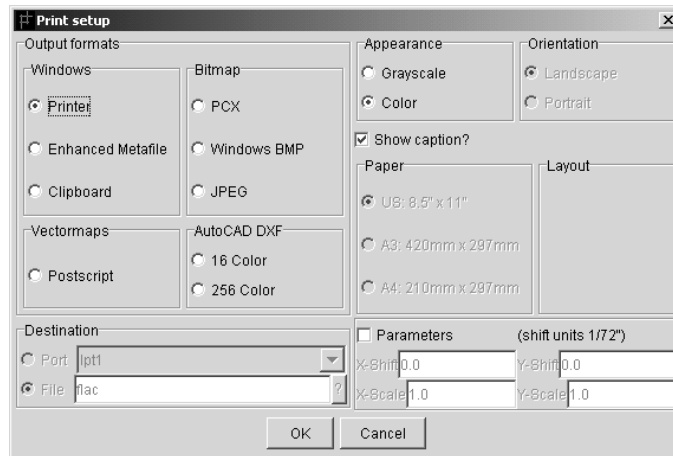 Print setup
Output formats
Windows
Printer
Enhanced Metafile
Clipboard
Bitmap
PCX
Windows BMP
JPEG
Vectormaps
Postscript
AutoCAD DXF
16 Color
256 Color
Appearance
Grayscale
Color
Orientation
Landscape
Portrait
Show caption?
Paper
US: 8.5" x 11"
A3: 420mm x 297mm
A4: 210mm x 297mm
Layout
Destination
Port lpt1
File flac ?
Parameters (shift units 1/72")
X-Shift 0.0 Y-Shift 0.0
X-Scale 1.0 Y-Scale 1.0
OK Cancel